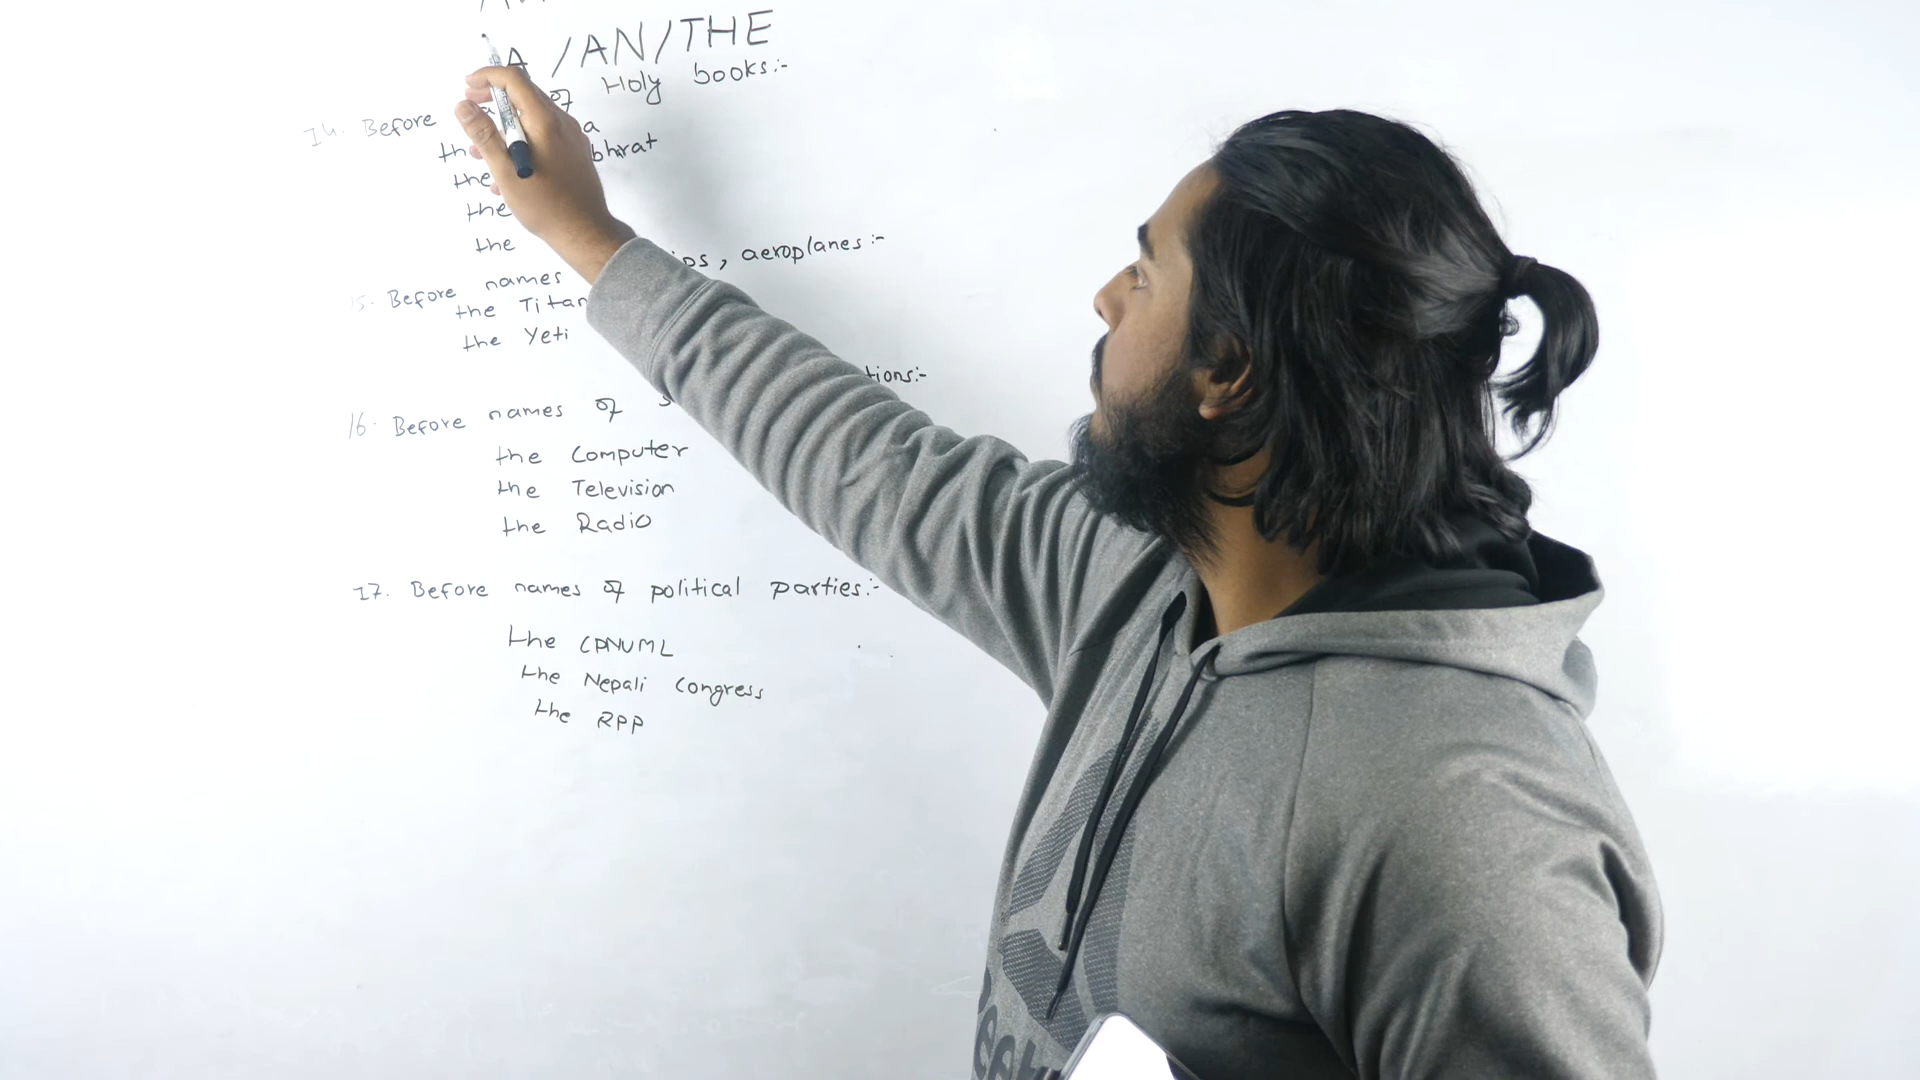 A /AN/THE
14. Before of Holy books:-
the
the
the
the
15. Before names , aeroplanes:-
the
the Yeti
16. Before names of
the Computer
the Television
the Radio
17. Before names of political parties:-
the CPNUML
the Nepali Congress
the RPP